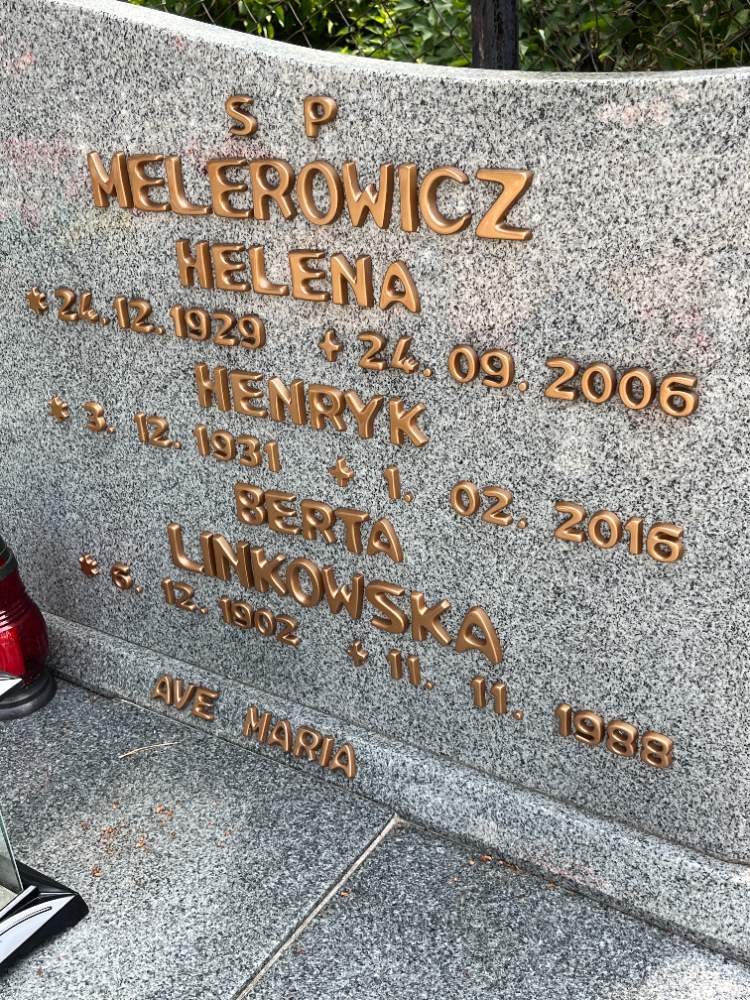 S P
MELEROWICZ
HELENA
* 24.12.1929 + 24.09.2006
HENRYK
* 3.12.1931 + 1.02.2016
BERTA
LINKOWSKA
* 6.12.1902 + 11.11.1988
AVE MARIA